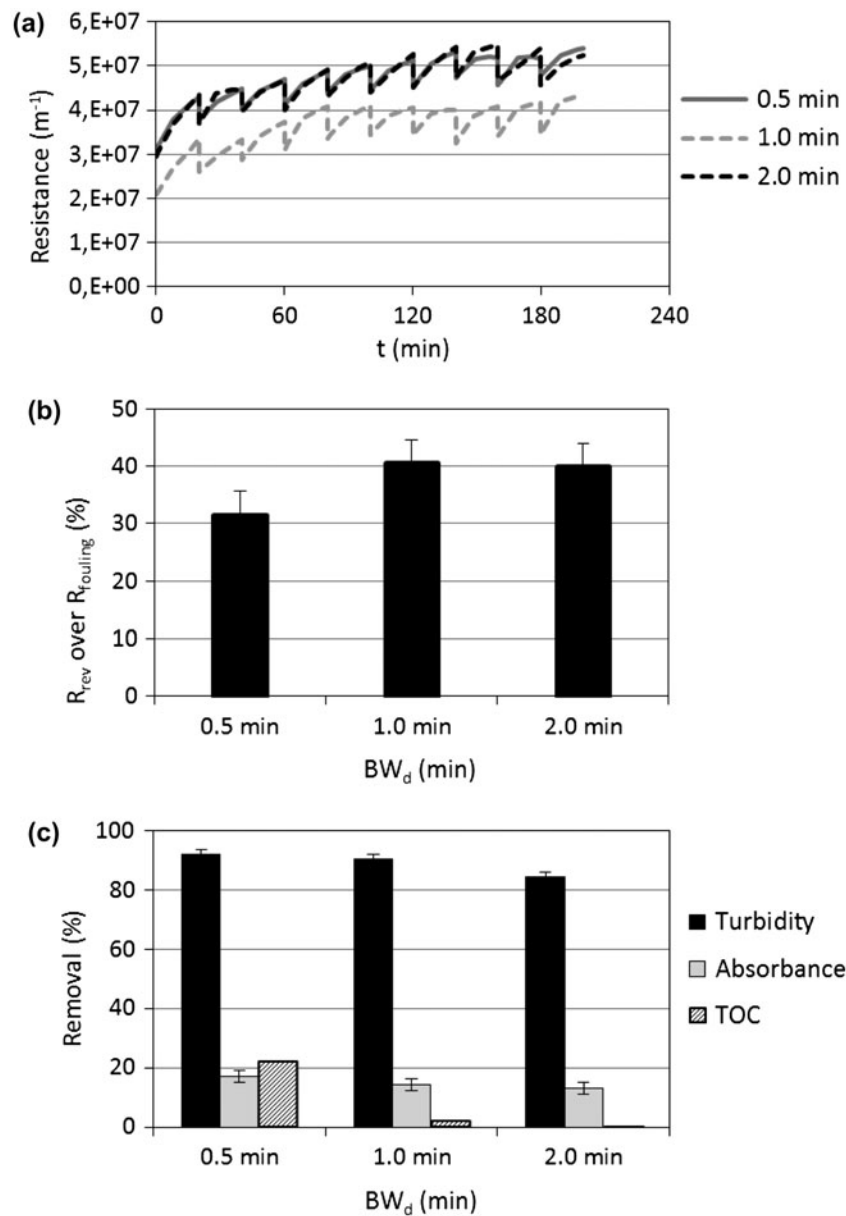 (a)
Resistance (m⁻¹)
6,E+07
5,E+07
4,E+07
3,E+07
2,E+07
1,E+07
0,E+00
0 60 120 180 240
t (min)
0.5 min
1.0 min
2.0 min
(b)
R_rev over R_fouling (%)
50
40
30
20
10
0
0.5 min 1.0 min 2.0 min
BW_d (min)
(c)
Removal (%)
100
80
60
40
20
0
0.5 min 1.0 min 2.0 min
BW_d (min)
Turbidity
Absorbance
TOC